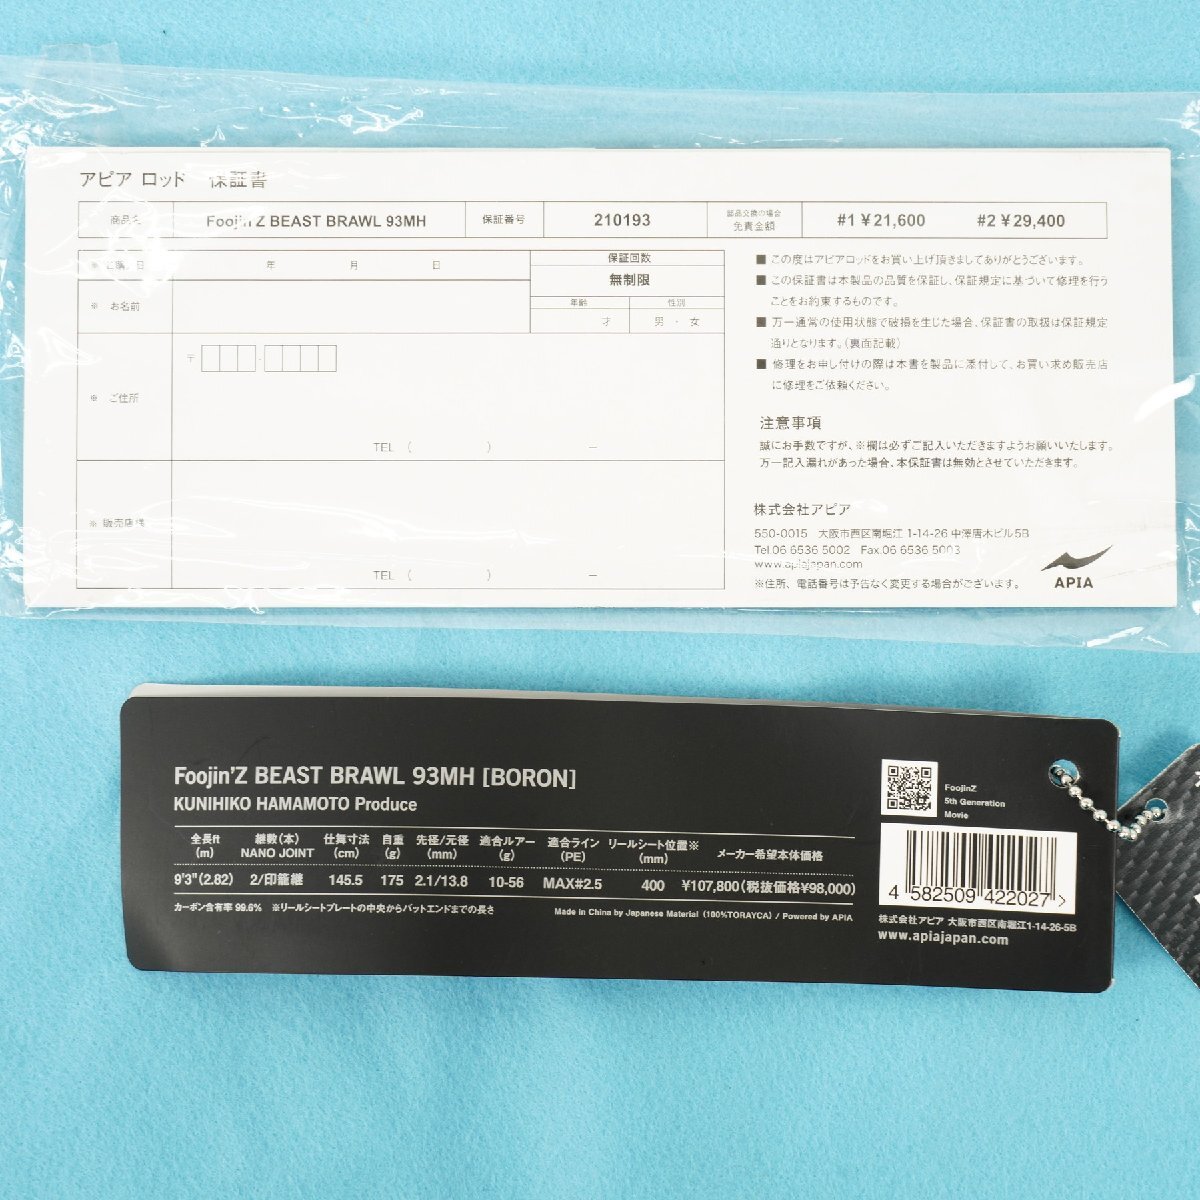 アピア ロッド 保証書
商品名 Foojin'Z BEAST BRAWL 93MH 保証番号 210193 部品交換の場合 免責金額 #1 ¥21,600 #2 ¥29,400
※ ご購入日 年 月 日
保証回数
無制限
※ お名前
年齢 性別
才 男 ・ 女
〒 -
※ ご住所
TEL ( ) －
※ 販売店様
TEL ( ) －
■ この度はアピアロッドをお買い上げ頂きましてありがとうございます。
■ この保証書は本製品の品質を保証し、保証規定に基づいて修理を行う
ことをお約束するものです。
■ 万一通常の使用状態で破損を生じた場合、保証書の取扱は保証規定
通りとなります。(裏面記載)
■ 修理をお申し付けの際は本書を製品に添付して、お買い求め販売店
に修理をご依頼ください。
注意事項
誠にお手数ですが、※欄は必ずご記入いただきますようお願いいたします。
万一記入漏れがあった場合、本保証書は無効とさせていただきます。
株式会社アピア
550-0015 大阪市西区南堀江 1-14-26 中澤唐木ビル5B
Tel.06 6536 5002 Fax.06 6536 5003
www.apiajapan.com
※住所、電話番号は予告なく変更する場合がございます。
APIA
Foojin'Z BEAST BRAWL 93MH [BORON]
KUNIHIKO HAMAMOTO Produce
全長ft (m) 継数(本) NANO JOINT 仕舞寸法 (cm) 自重 (g) 先径/元径 (mm) 適合ルアー (g) 適合ライン (PE) リールシート位置※ (mm) メーカー希望本体価格
9'3"(2.82) 2/印籠継 145.5 175 2.1/13.8 10-56 MAX#2.5 400 ¥107,800(税抜価格¥98,000)
カーボン含有率 99.6% ※リールシートプレートの中央からバットエンドまでの長さ
Made in China by Japanese Material (100%TORAYCA) / Powered by APIA
FoojinZ
5th Generation
Movie
4 582509 422027 >
株式会社アピア 大阪市西区南堀江1-14-26-5B
www.apiajapan.com